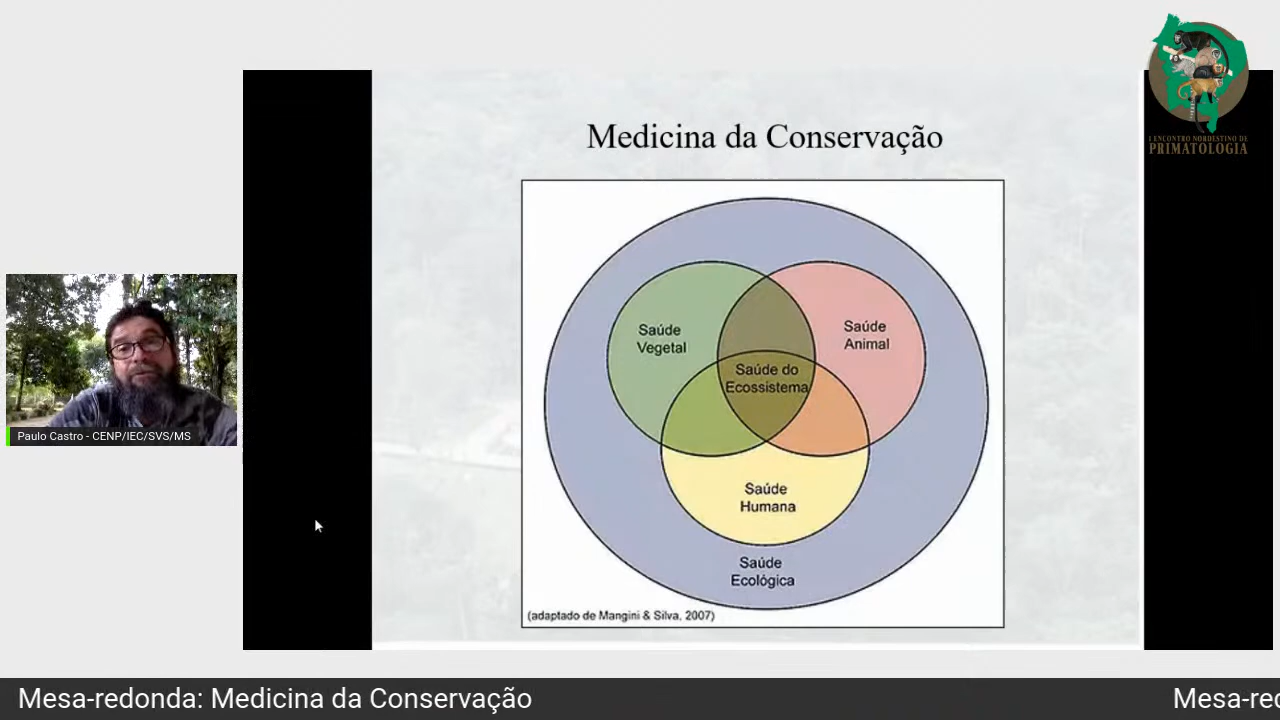 I ENCONTRO NORDESTINO DE
PRIMATOLOGIA
Medicina da Conservação
Saúde
Vegetal
Saúde
Animal
Saúde do
Ecossistema
Saúde
Humana
Saúde
Ecológica
(adaptado de Mangini & Silva, 2007)
Paulo Castro - CENP/IEC/SVS/MS
Mesa-redonda: Medicina da Conservação
Mesa-red